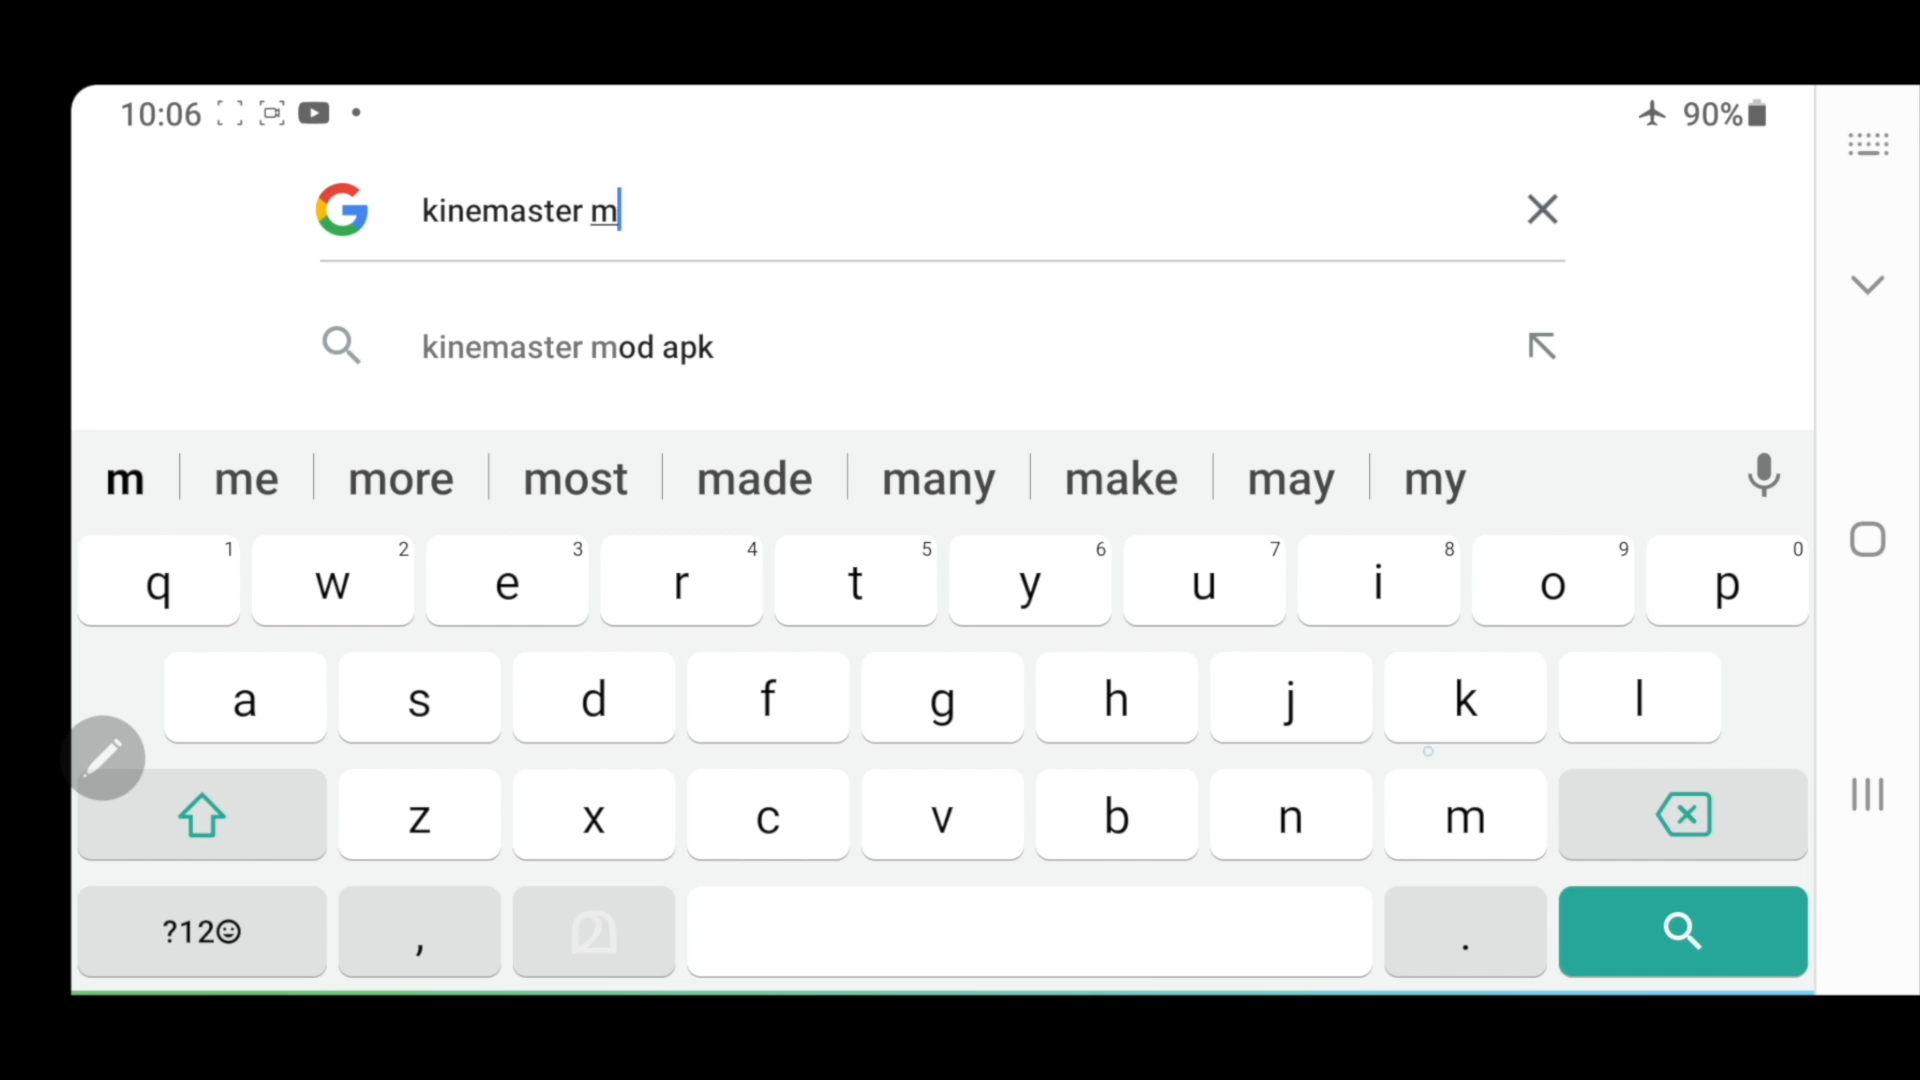 10:06
90%
kinemaster m
kinemaster mod apk
m me more most made many make may my
1 2 3 4 5 6 7 8 9 0
q w e r t y u i o p
a s d f g h j k l
z x c v b n m
?12☺ , മ .